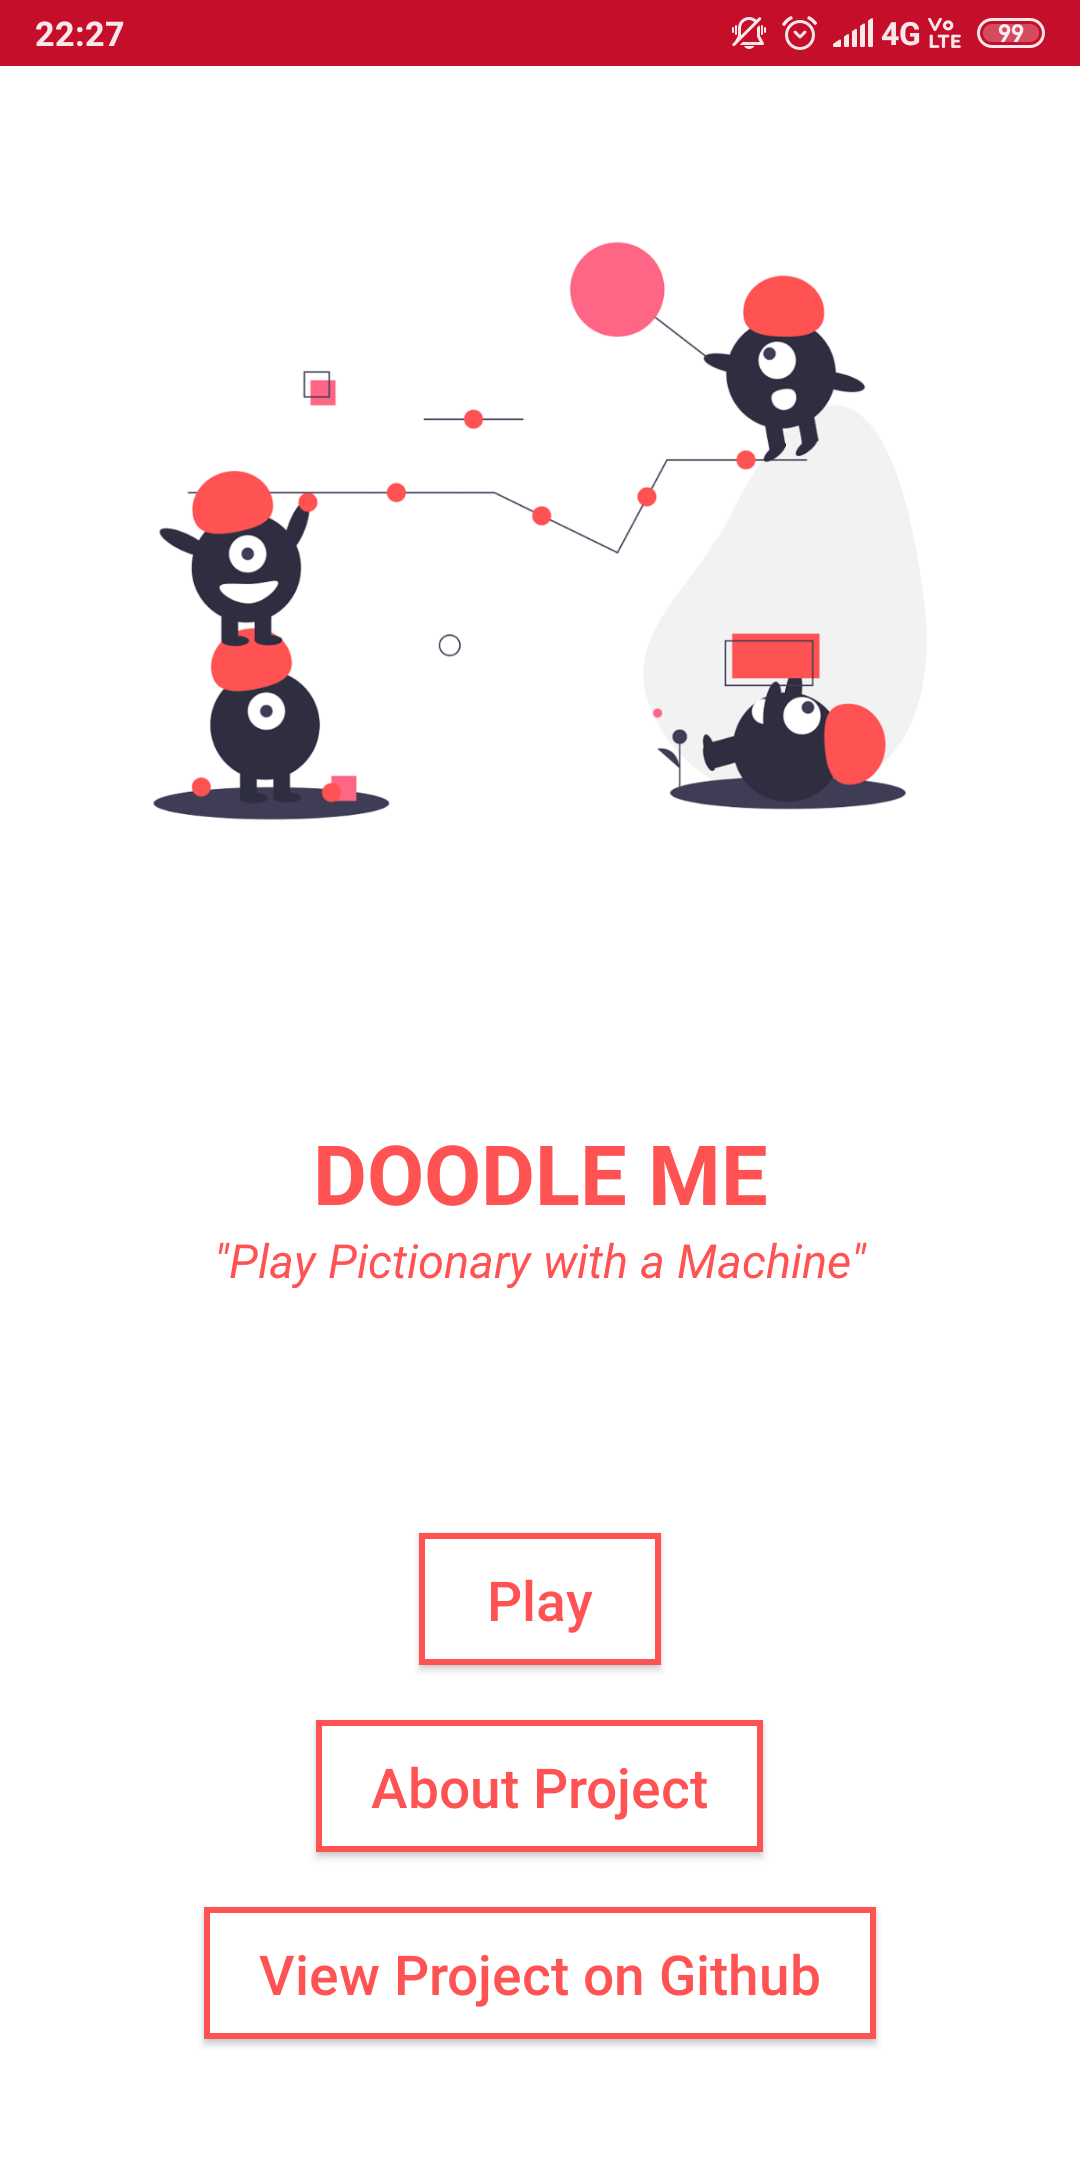 22:27 4G Vo LTE 99
DOODLE ME
"Play Pictionary with a Machine"
Play
About Project
View Project on Github